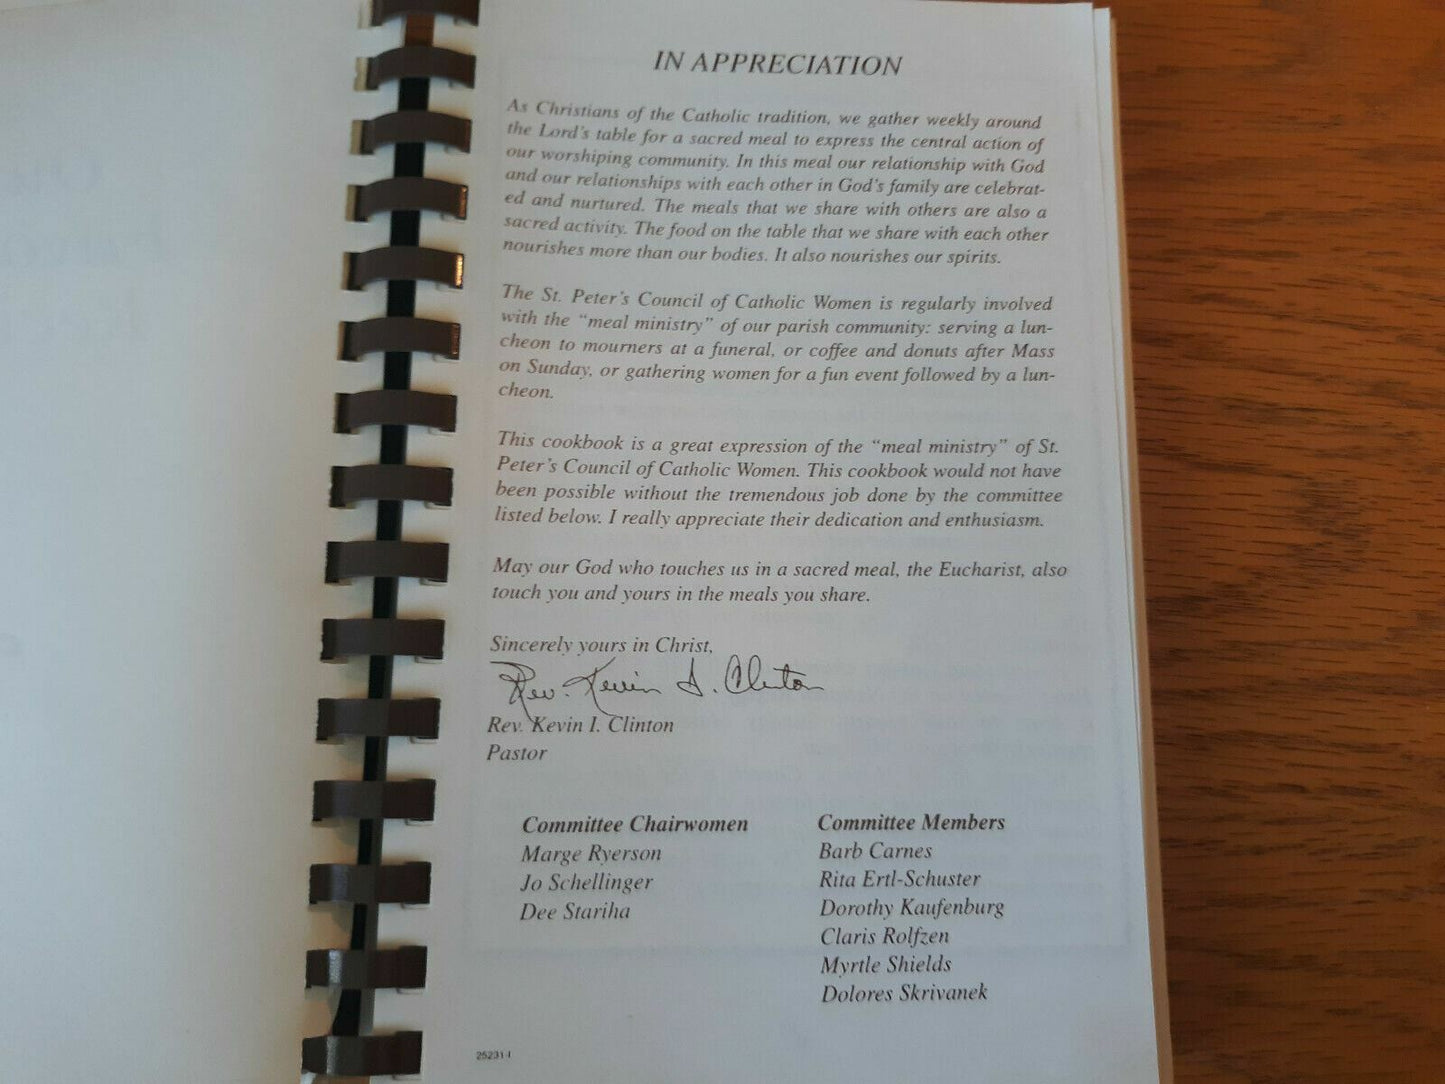 IN APPRECIATION
As Christians of the Catholic tradition, we gather weekly around
the Lord's table for a sacred meal to express the central action of
our worshiping community. In this meal our relationship with God
and our relationships with each other in God's family are celebrat-
ed and nurtured. The meals that we share with others are also a
sacred activity. The food on the table that we share with each other
nourishes more than our bodies. It also nourishes our spirits.
The St. Peter's Council of Catholic Women is regularly involved
with the "meal ministry" of our parish community: serving a lun-
cheon to mourners at a funeral, or coffee and donuts after Mass
on Sunday, or gathering women for a fun event followed by a lun-
cheon.
This cookbook is a great expression of the "meal ministry" of St.
Peter's Council of Catholic Women. This cookbook would not have
been possible without the tremendous job done by the committee
listed below. I really appreciate their dedication and enthusiasm.
May our God who touches us in a sacred meal, the Eucharist, also
touch you and yours in the meals you share.
Sincerely yours in Christ,
Rev. Kevin I. Clinton
Rev. Kevin I. Clinton
Pastor
Committee Chairwomen
Marge Ryerson
Jo Schellinger
Dee Stariha
Committee Members
Barb Carnes
Rita Ertl-Schuster
Dorothy Kaufenburg
Claris Rolfzen
Myrtle Shields
Dolores Skrivanek